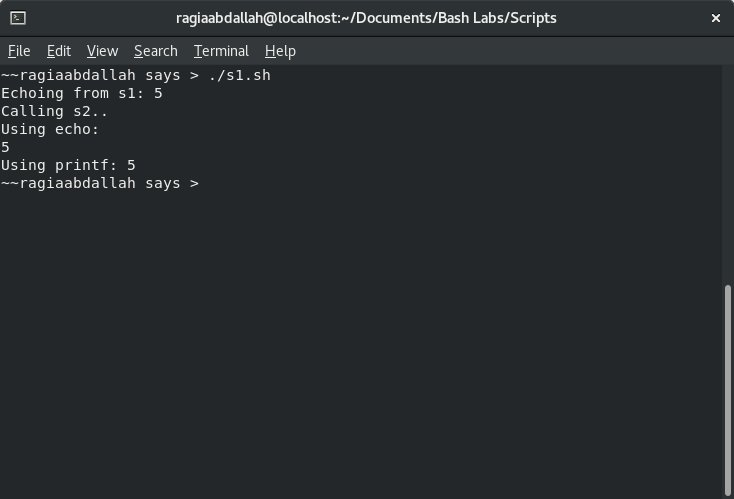 ragiaabdallah@localhost:~/Documents/Bash Labs/Scripts
File Edit View Search Terminal Help
~~ragiaabdallah says > ./s1.sh
Echoing from s1: 5
Calling s2..
Using echo:
5
Using printf: 5
~~ragiaabdallah says >